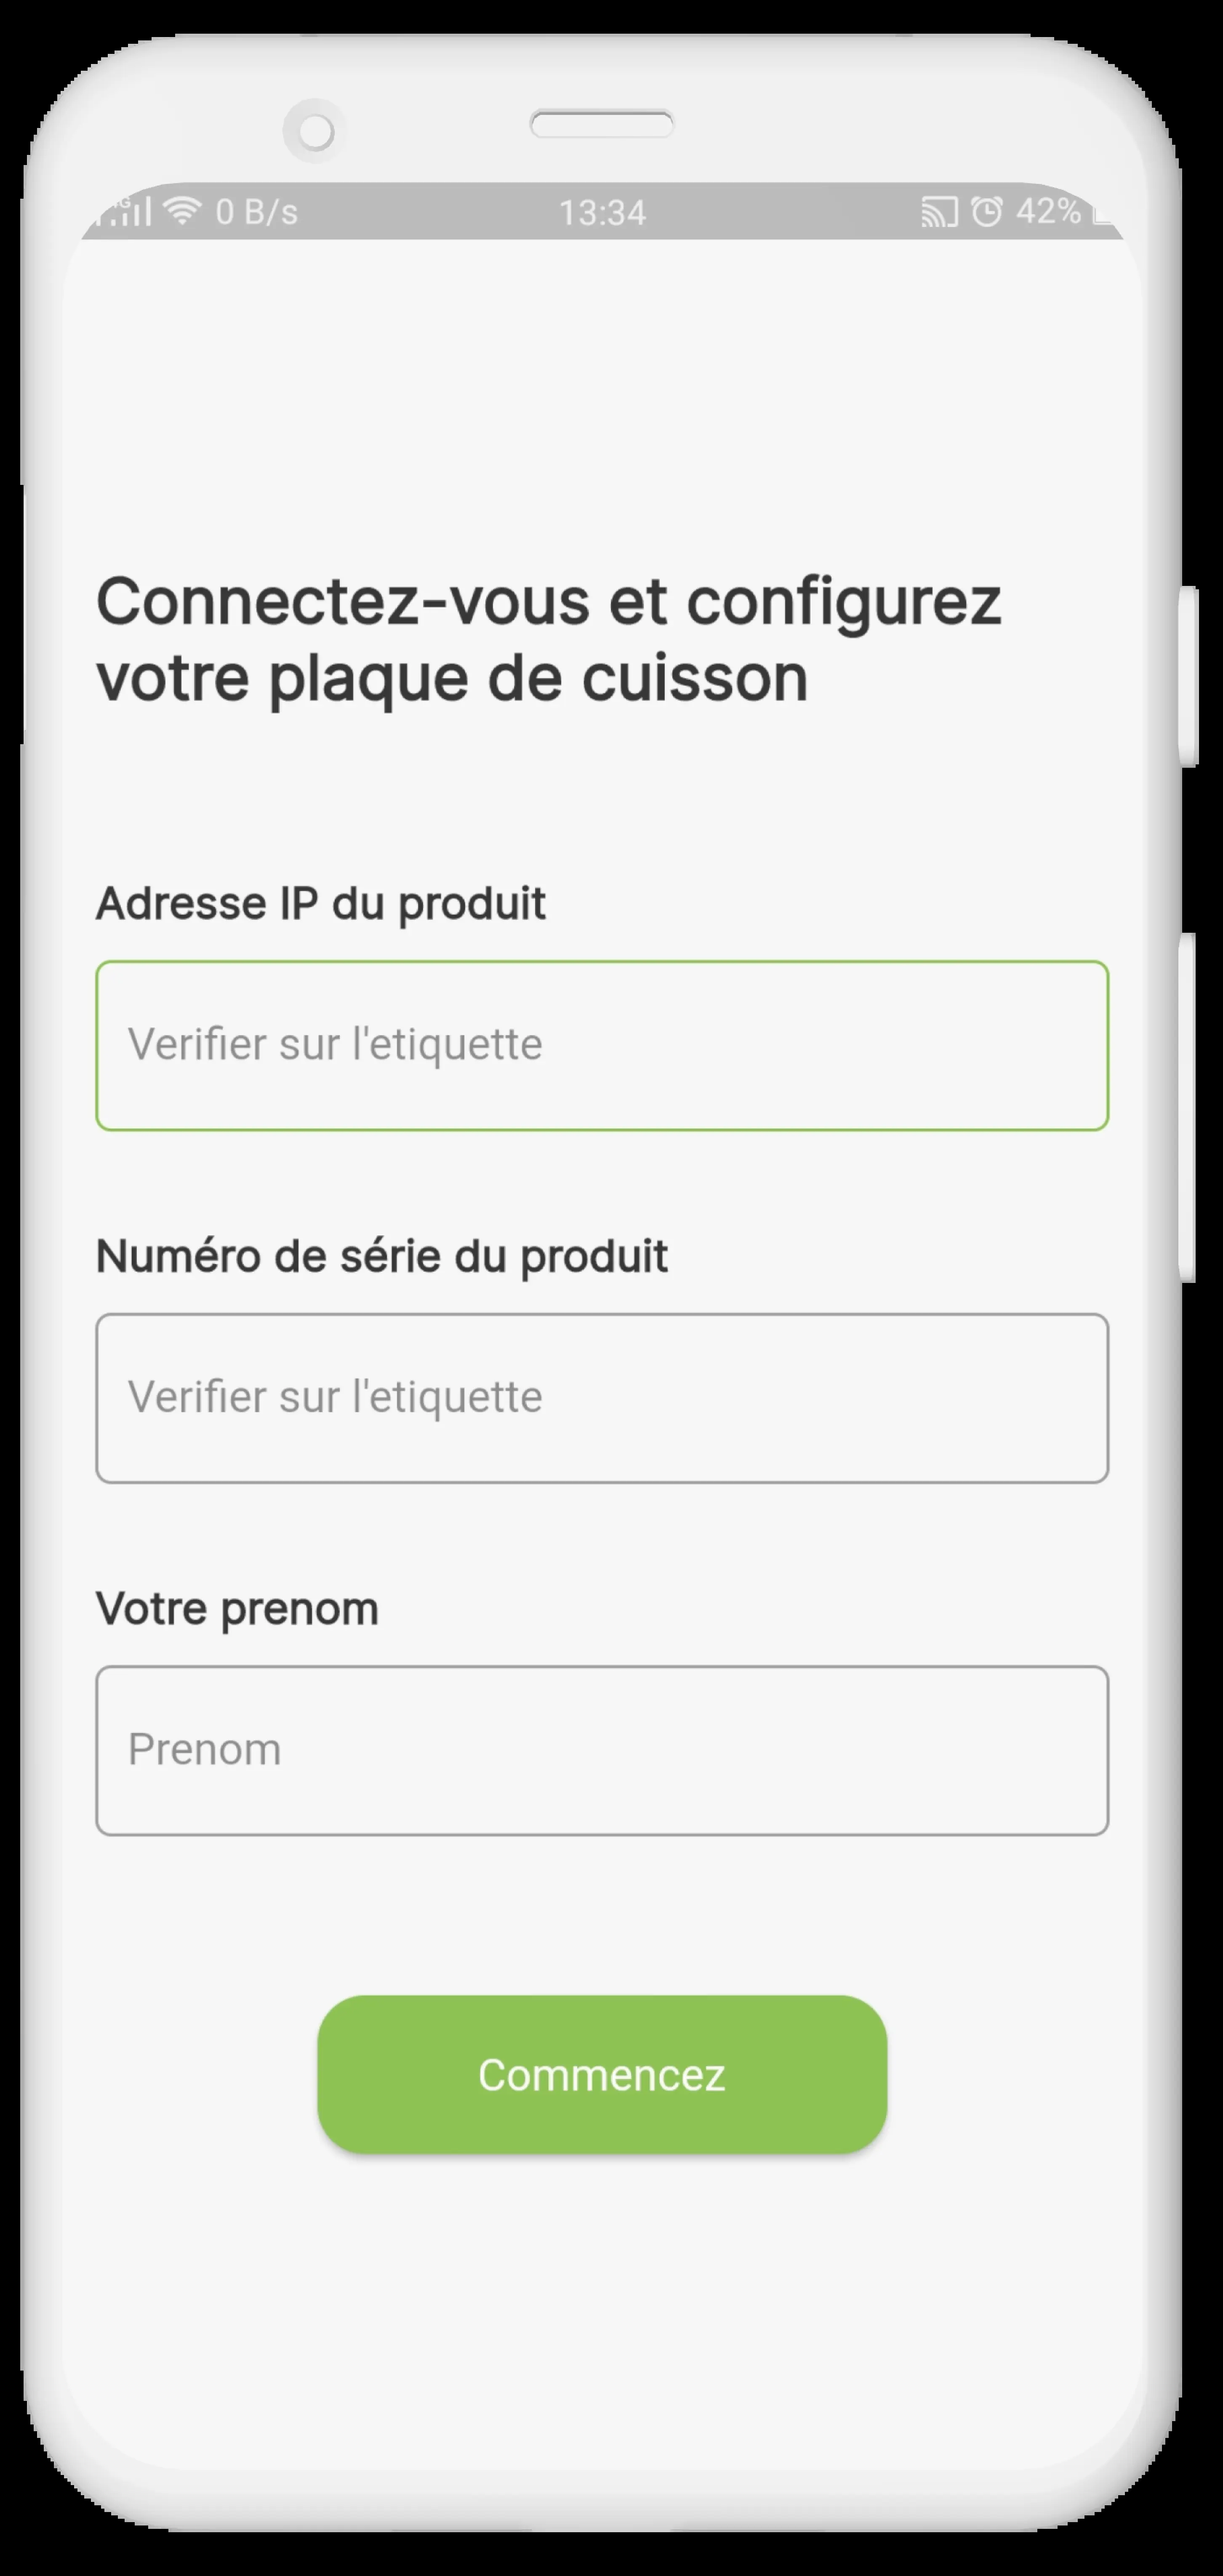 4G 0 B/s 13:34 42%
Connectez-vous et configurez
votre plaque de cuisson
Adresse IP du produit
Verifier sur l'etiquette
Numéro de série du produit
Verifier sur l'etiquette
Votre prenom
Prenom
Commencez